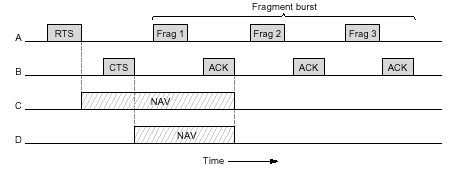 Fragment burst
A RTS Frag 1 Frag 2 Frag 3
B CTS ACK ACK ACK
C NAV
D NAV
Time